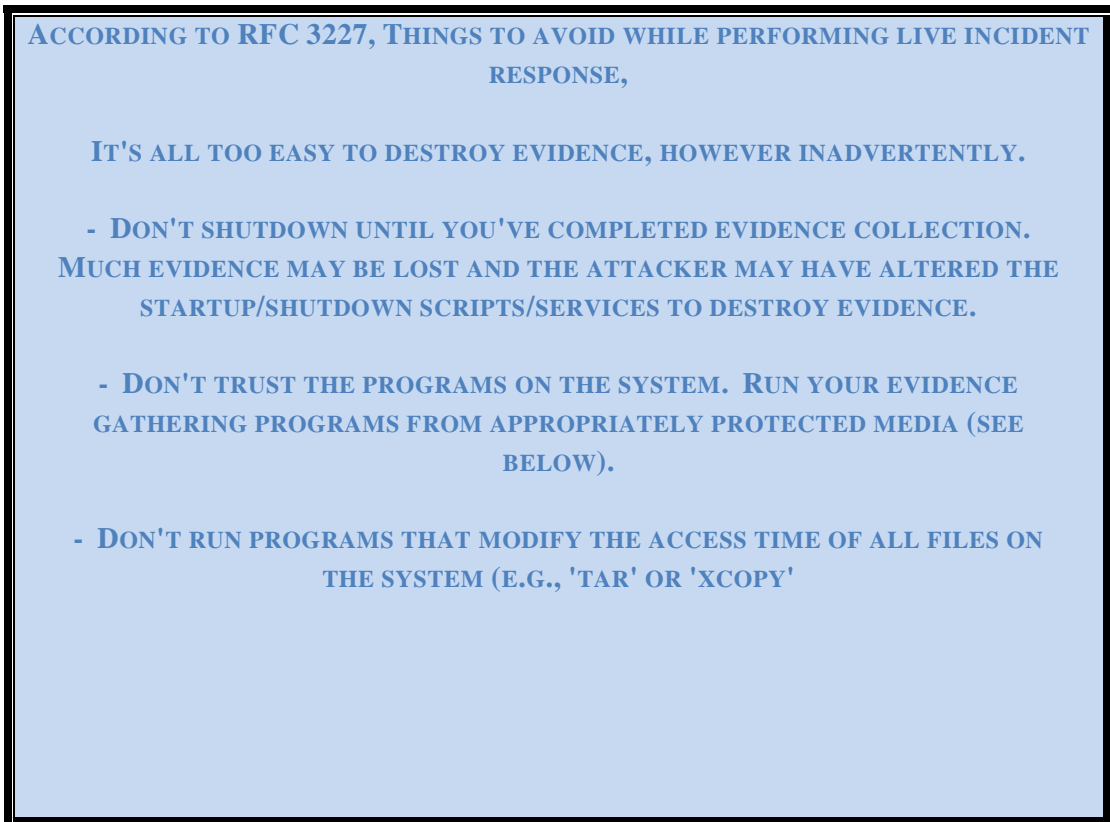 ACCORDING TO RFC 3227, THINGS TO AVOID WHILE PERFORMING LIVE INCIDENT
RESPONSE,
IT'S ALL TOO EASY TO DESTROY EVIDENCE, HOWEVER INADVERTENTLY.
- DON'T SHUTDOWN UNTIL YOU'VE COMPLETED EVIDENCE COLLECTION.
MUCH EVIDENCE MAY BE LOST AND THE ATTACKER MAY HAVE ALTERED THE
STARTUP/SHUTDOWN SCRIPTS/SERVICES TO DESTROY EVIDENCE.
- DON'T TRUST THE PROGRAMS ON THE SYSTEM. RUN YOUR EVIDENCE
GATHERING PROGRAMS FROM APPROPRIATELY PROTECTED MEDIA (SEE
BELOW).
- DON'T RUN PROGRAMS THAT MODIFY THE ACCESS TIME OF ALL FILES ON
THE SYSTEM (E.G., 'TAR' OR 'XCOPY'